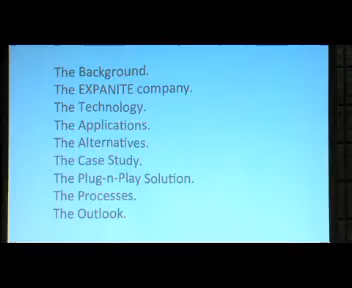 The Background.
The EXPANITE company.
The Technology.
The Applications.
The Alternatives.
The Case Study.
The Plug-n-Play Solution.
The Processes.
The Outlook.